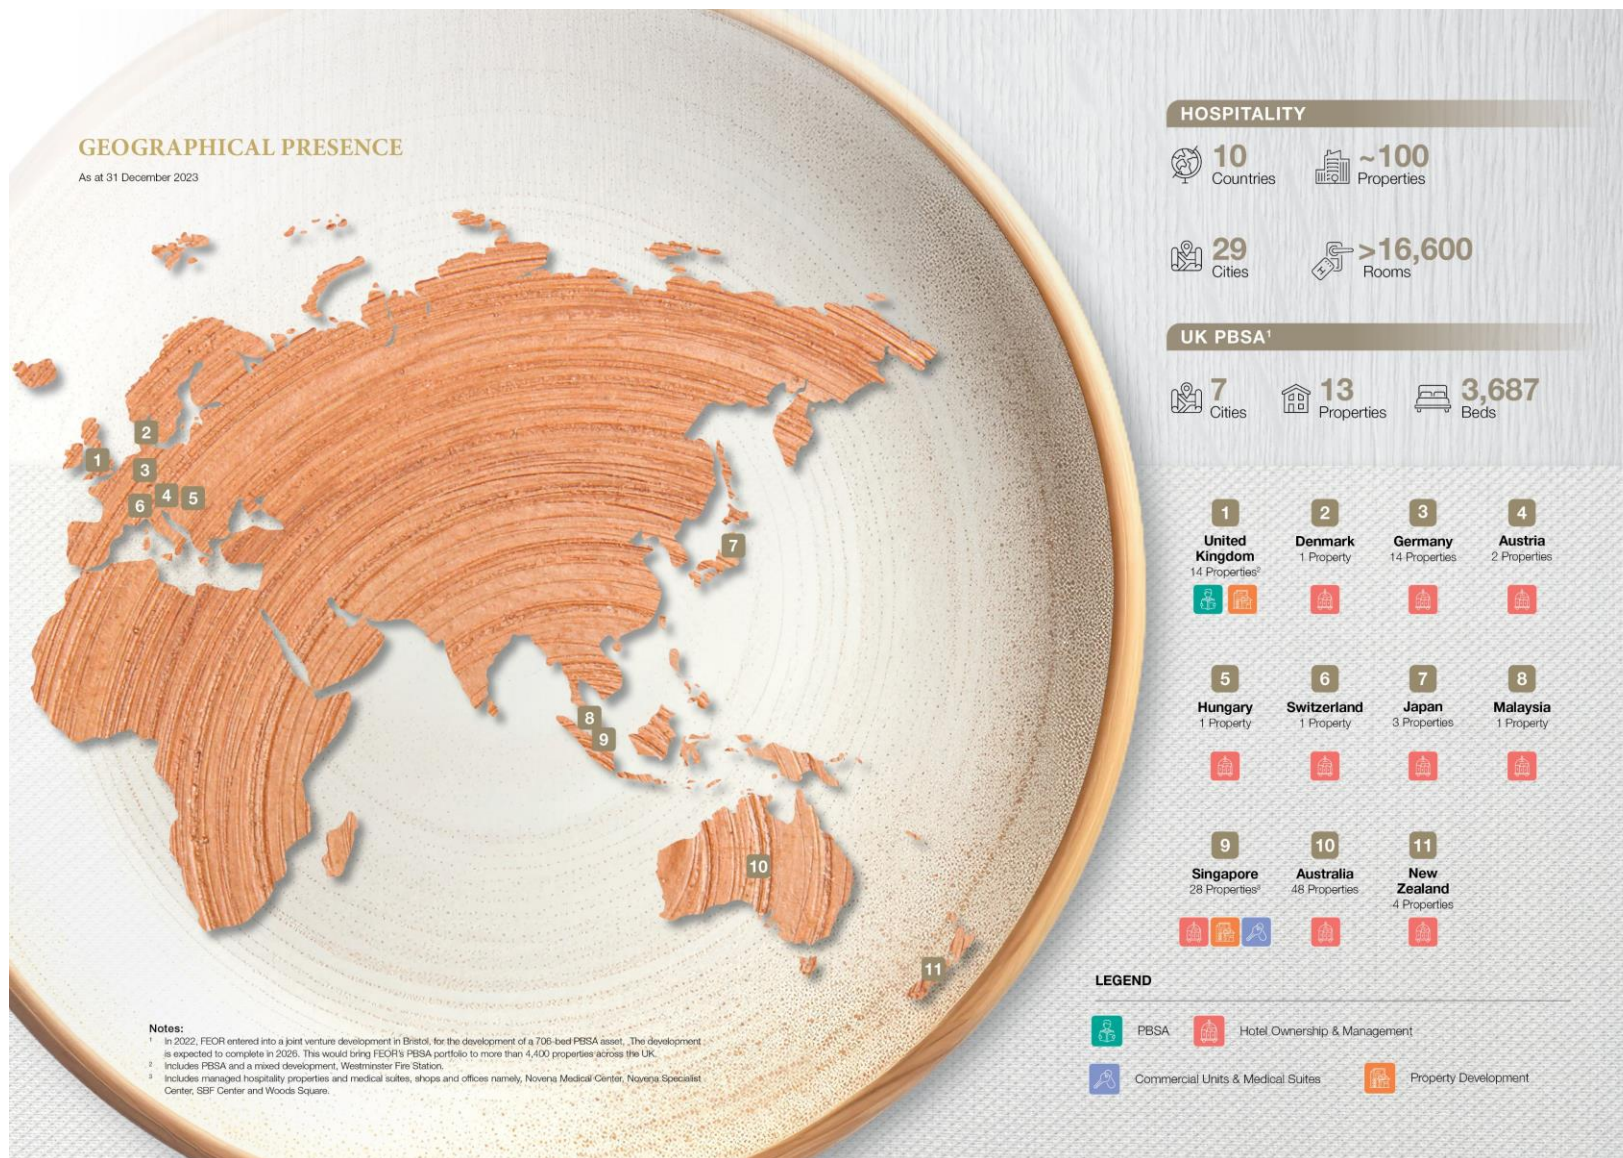 GEOGRAPHICAL PRESENCE
As at 31 December 2023
1
2
3
4
5
6
7
8
9
10
11
Notes:
1 In 2022, FEOR entered into a joint venture development in Bristol, for the development of a 706-bed PBSA asset, .The development
is expected to complete in 2026. This would bring FEOR's PBSA portfolio to more than 4,400 properties across the UK.
2 Includes PBSA and a mixed development, Westminster Fire Station.
3 Includes managed hospitality properties and medical suites, shops and offices namely, Novena Medical Center, Novena Specialist
Center, SBF Center and Woods Square.
HOSPITALITY
10
Countries
~100
Properties
29
Cities
>16,600
Rooms
UK PBSA1
7
Cities
13
Properties
3,687
Beds
1
United
Kingdom
14 Properties2
2
Denmark
1 Property
3
Germany
14 Properties
4
Austria
2 Properties
5
Hungary
1 Property
6
Switzerland
1 Property
7
Japan
3 Properties
8
Malaysia
1 Property
9
Singapore
28 Properties3
10
Australia
48 Properties
11
New
Zealand
4 Properties
LEGEND
PBSA
Hotel Ownership & Management
Commercial Units & Medical Suites
Property Development